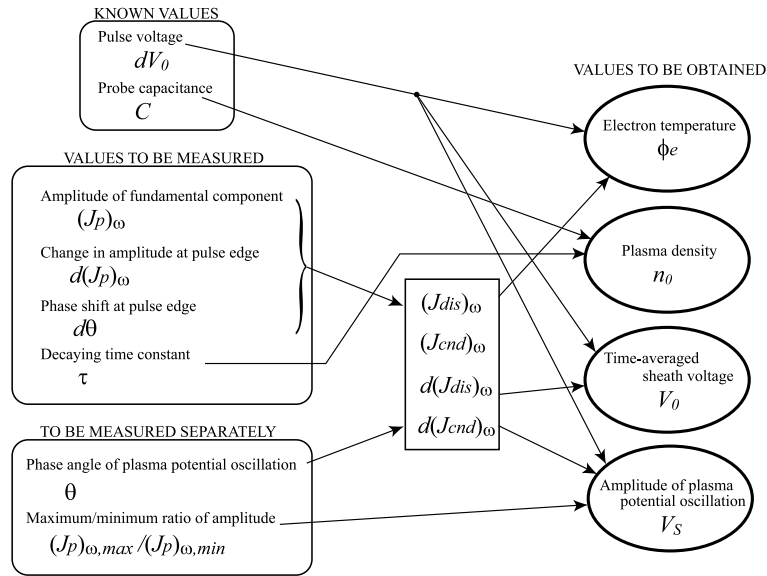 KNOWN VALUES
Pulse voltage
dV₀
Probe capacitance
C
VALUES TO BE MEASURED
Amplitude of fundamental component
(Jp)ω
Change in amplitude at pulse edge
d(Jp)ω
Phase shift at pulse edge
dθ
Decaying time constant
τ
TO BE MEASURED SEPARATELY
Phase angle of plasma potential oscillation
θ
Maximum/minimum ratio of amplitude
(Jp)ω,max /(Jp)ω,min
(Jdis)ω
(Jcnd)ω
d(Jdis)ω
d(Jcnd)ω
VALUES TO BE OBTAINED
Electron temperature
ϕe
Plasma density
n₀
Time-averaged
sheath voltage
V₀
Amplitude of plasma
potential oscillation
VS